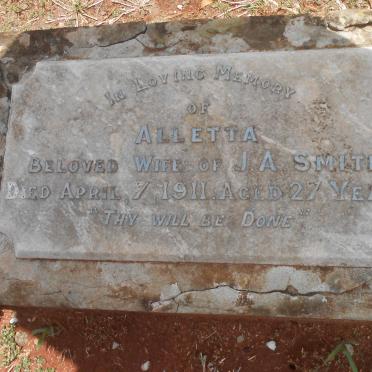 In Loving Memory
OF
ALLETTA
BELOVED WIFE OF J.A. SMITH
DIED APRIL 7 1911. AGED 27 YEA
"THY WILL BE DONE"